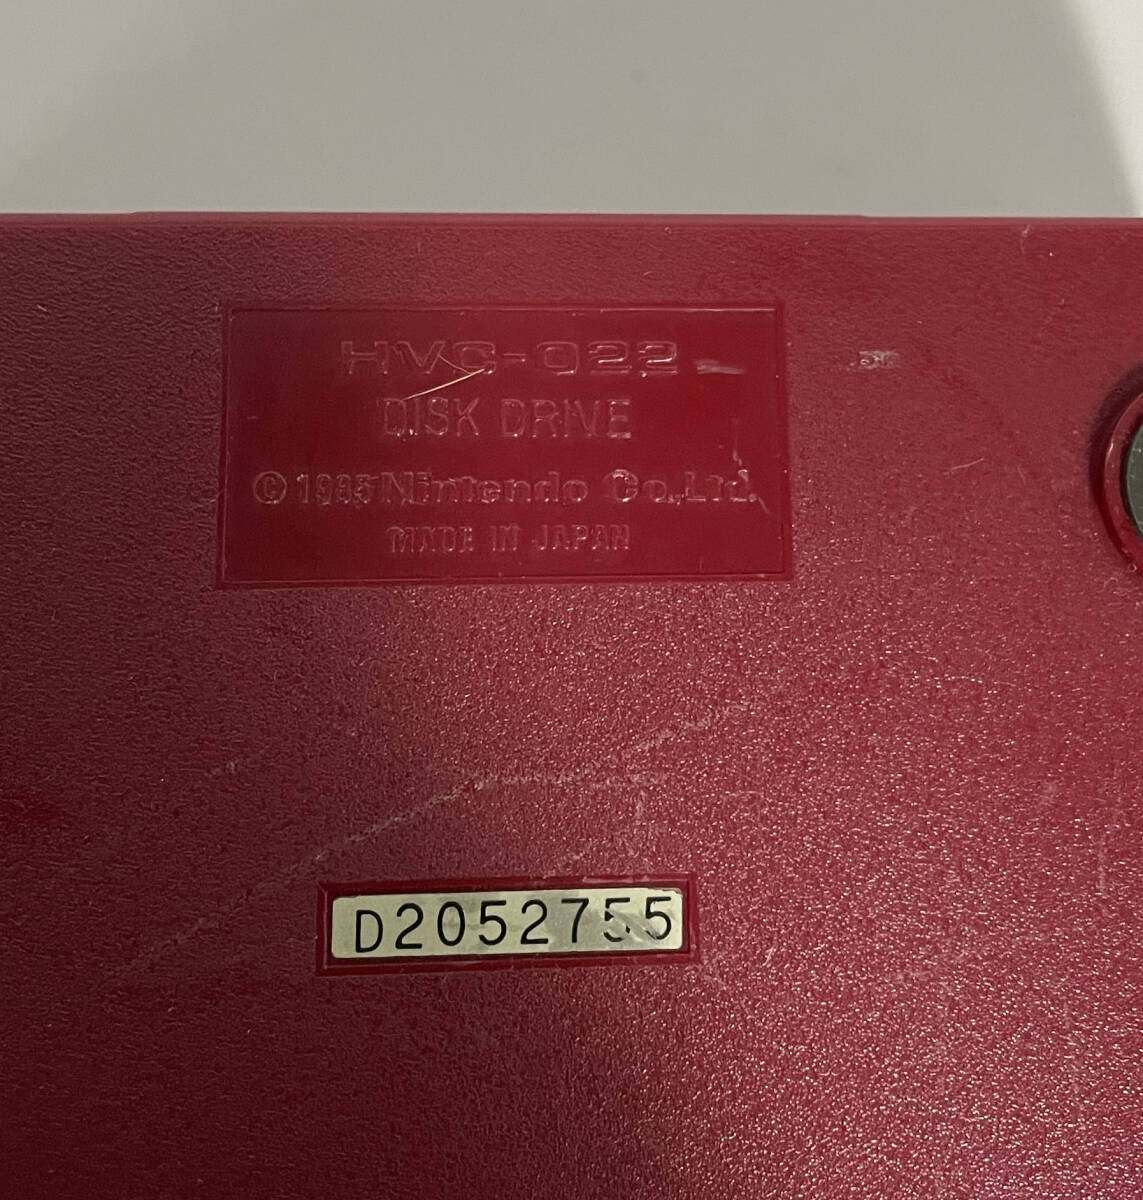 HVC-022
DISK DRIVE
© 1985 Nintendo Co.,Ltd.
MADE IN JAPAN
D2052755